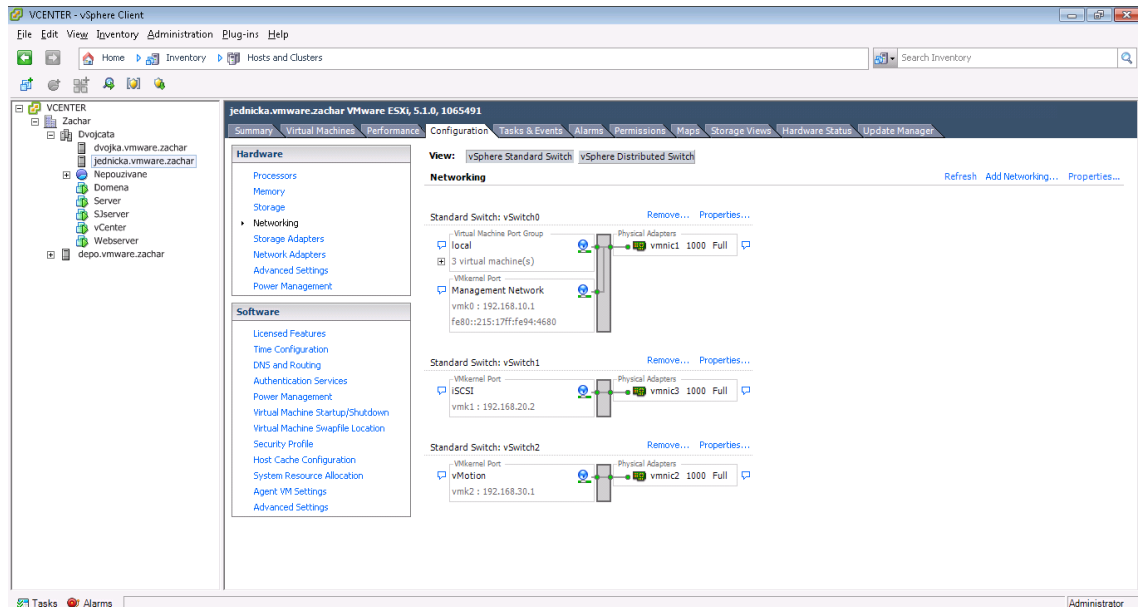 VCENTER - vSphere Client
File Edit View Inventory Administration Plug-ins Help
Home Inventory Hosts and Clusters
Search Inventory
VCENTER
Zachar
Dvojcata
dvojka.vmware.zachar
jednicka.vmware.zachar
Nepouzivane
Domena
Server
SJserver
vCenter
Webserver
depo.vmware.zachar
jednicka.vmware.zachar VMware ESXi, 5.1.0, 1065491
Summary Virtual Machines Performance Configuration Tasks & Events Alarms Permissions Maps Storage Views Hardware Status Update Manager
Hardware
Processors
Memory
Storage
Networking
Storage Adapters
Network Adapters
Advanced Settings
Power Management
Software
Licensed Features
Time Configuration
DNS and Routing
Authentication Services
Power Management
Virtual Machine Startup/Shutdown
Virtual Machine Swapfile Location
Security Profile
Host Cache Configuration
System Resource Allocation
Agent VM Settings
Advanced Settings
View: vSphere Standard Switch vSphere Distributed Switch
Networking
Refresh Add Networking... Properties...
Standard Switch: vSwitch0 Remove... Properties...
Virtual Machine Port Group Physical Adapters
local vmnic1 1000 Full
3 virtual machine(s)
VMkernel Port
Management Network
vmk0 : 192.168.10.1
fe80::215:17ff:fe94:4680
Standard Switch: vSwitch1 Remove... Properties...
VMkernel Port Physical Adapters
iSCSI vmnic3 1000 Full
vmk1 : 192.168.20.2
Standard Switch: vSwitch2 Remove... Properties...
VMkernel Port Physical Adapters
vMotion vmnic2 1000 Full
vmk2 : 192.168.30.1
Tasks Alarms Administrator